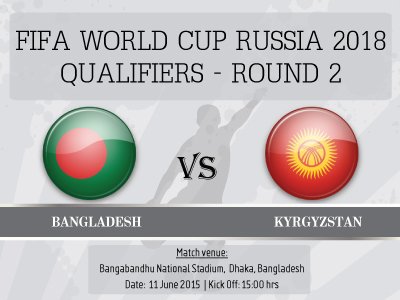 FIFA WORLD CUP RUSSIA 2018
QUALIFIERS - ROUND 2
VS
BANGLADESH
KYRGYZSTAN
Match venue:
Bangabandhu National Stadium, Dhaka, Bangladesh
Date: 11 June 2015 | Kick Off: 15:00 hrs